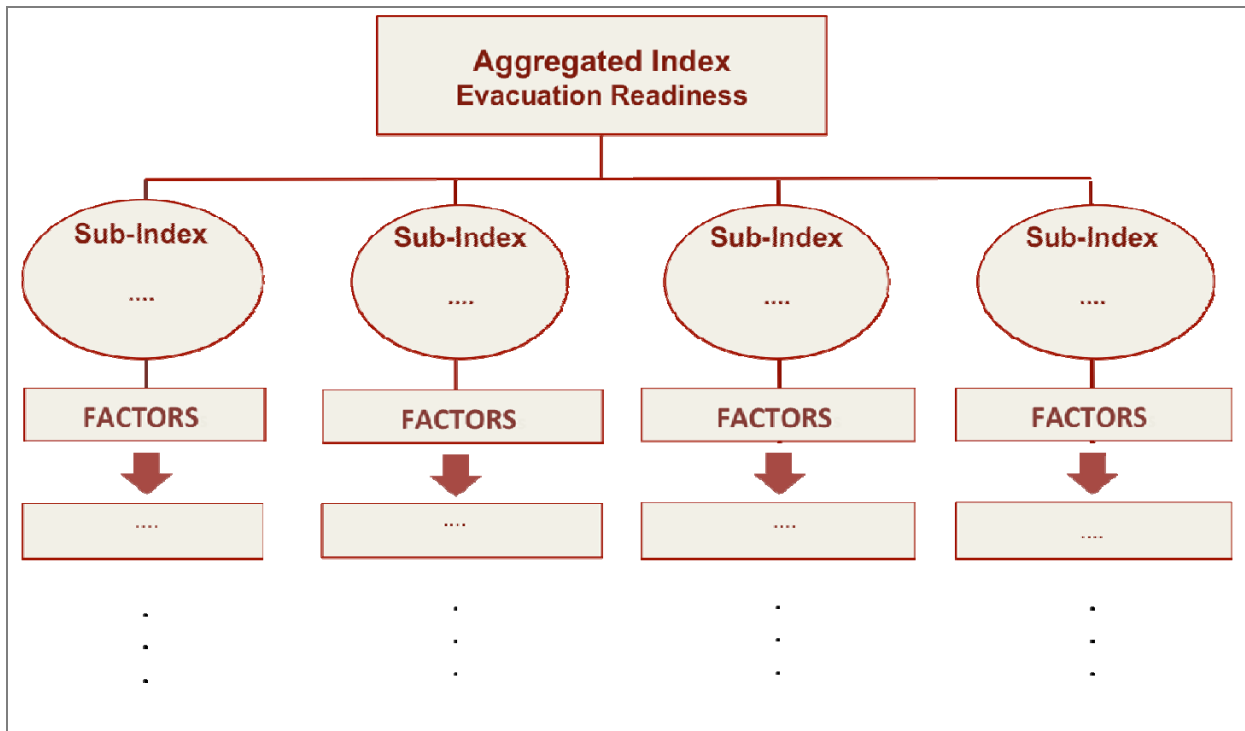 Aggregated Index
Evacuation Readiness
Sub-Index
....
Sub-Index
....
Sub-Index
....
Sub-Index
....
FACTORS
FACTORS
FACTORS
FACTORS
....
....
....
....